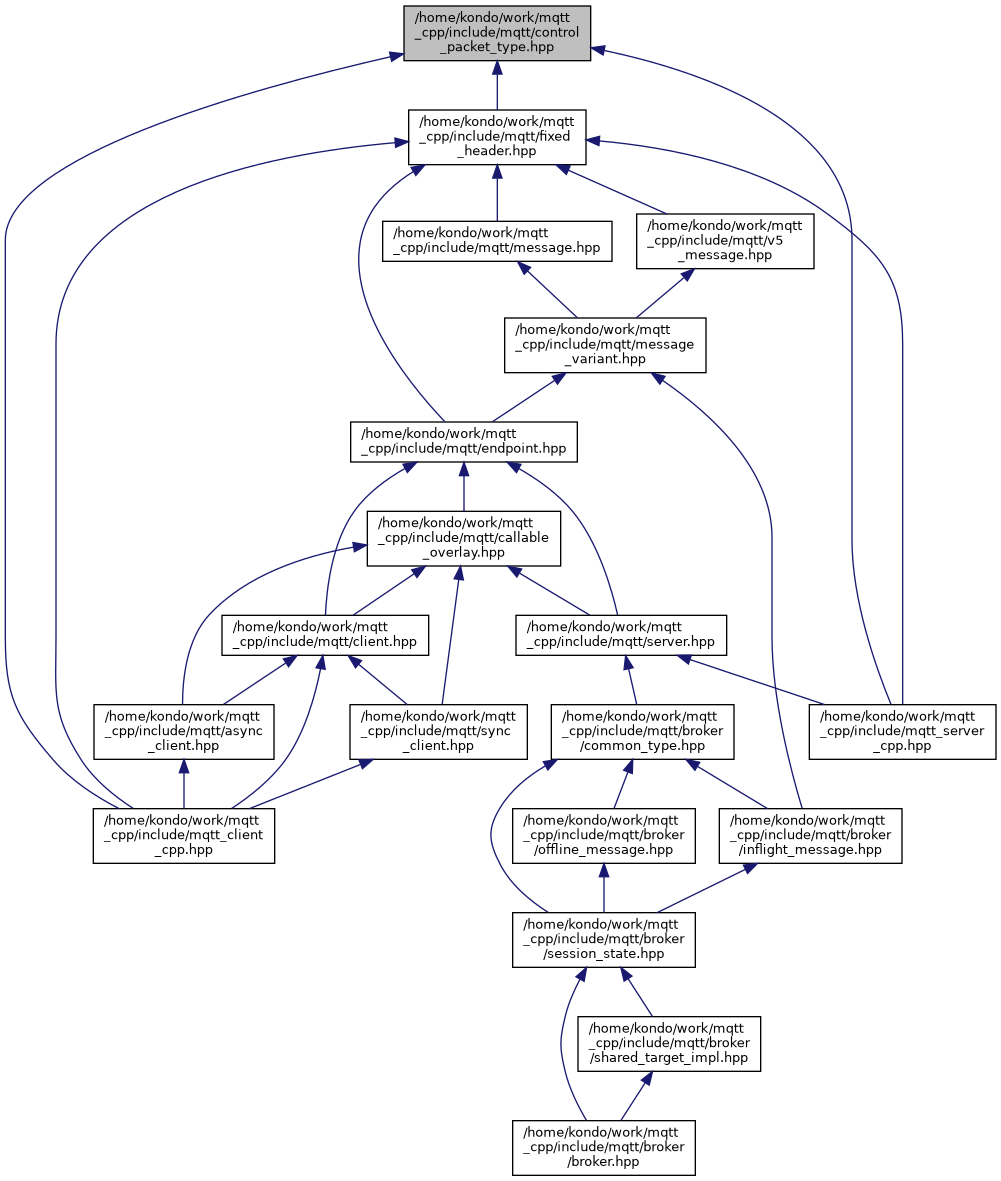 /home/kondo/work/mqtt
_cpp/include/mqtt/control
_packet_type.hpp
/home/kondo/work/mqtt
_cpp/include/mqtt/fixed
_header.hpp
/home/kondo/work/mqtt
_cpp/include/mqtt/message.hpp
/home/kondo/work/mqtt
_cpp/include/mqtt/v5
_message.hpp
/home/kondo/work/mqtt
_cpp/include/mqtt/message
_variant.hpp
/home/kondo/work/mqtt
_cpp/include/mqtt/endpoint.hpp
/home/kondo/work/mqtt
_cpp/include/mqtt/callable
_overlay.hpp
/home/kondo/work/mqtt
_cpp/include/mqtt/client.hpp
/home/kondo/work/mqtt
_cpp/include/mqtt/server.hpp
/home/kondo/work/mqtt
_cpp/include/mqtt/async
_client.hpp
/home/kondo/work/mqtt
_cpp/include/mqtt/sync
_client.hpp
/home/kondo/work/mqtt
_cpp/include/mqtt/broker
/common_type.hpp
/home/kondo/work/mqtt
_cpp/include/mqtt_server
_cpp.hpp
/home/kondo/work/mqtt
_cpp/include/mqtt_client
_cpp.hpp
/home/kondo/work/mqtt
_cpp/include/mqtt/broker
/offline_message.hpp
/home/kondo/work/mqtt
_cpp/include/mqtt/broker
/inflight_message.hpp
/home/kondo/work/mqtt
_cpp/include/mqtt/broker
/session_state.hpp
/home/kondo/work/mqtt
_cpp/include/mqtt/broker
/shared_target_impl.hpp
/home/kondo/work/mqtt
_cpp/include/mqtt/broker
/broker.hpp